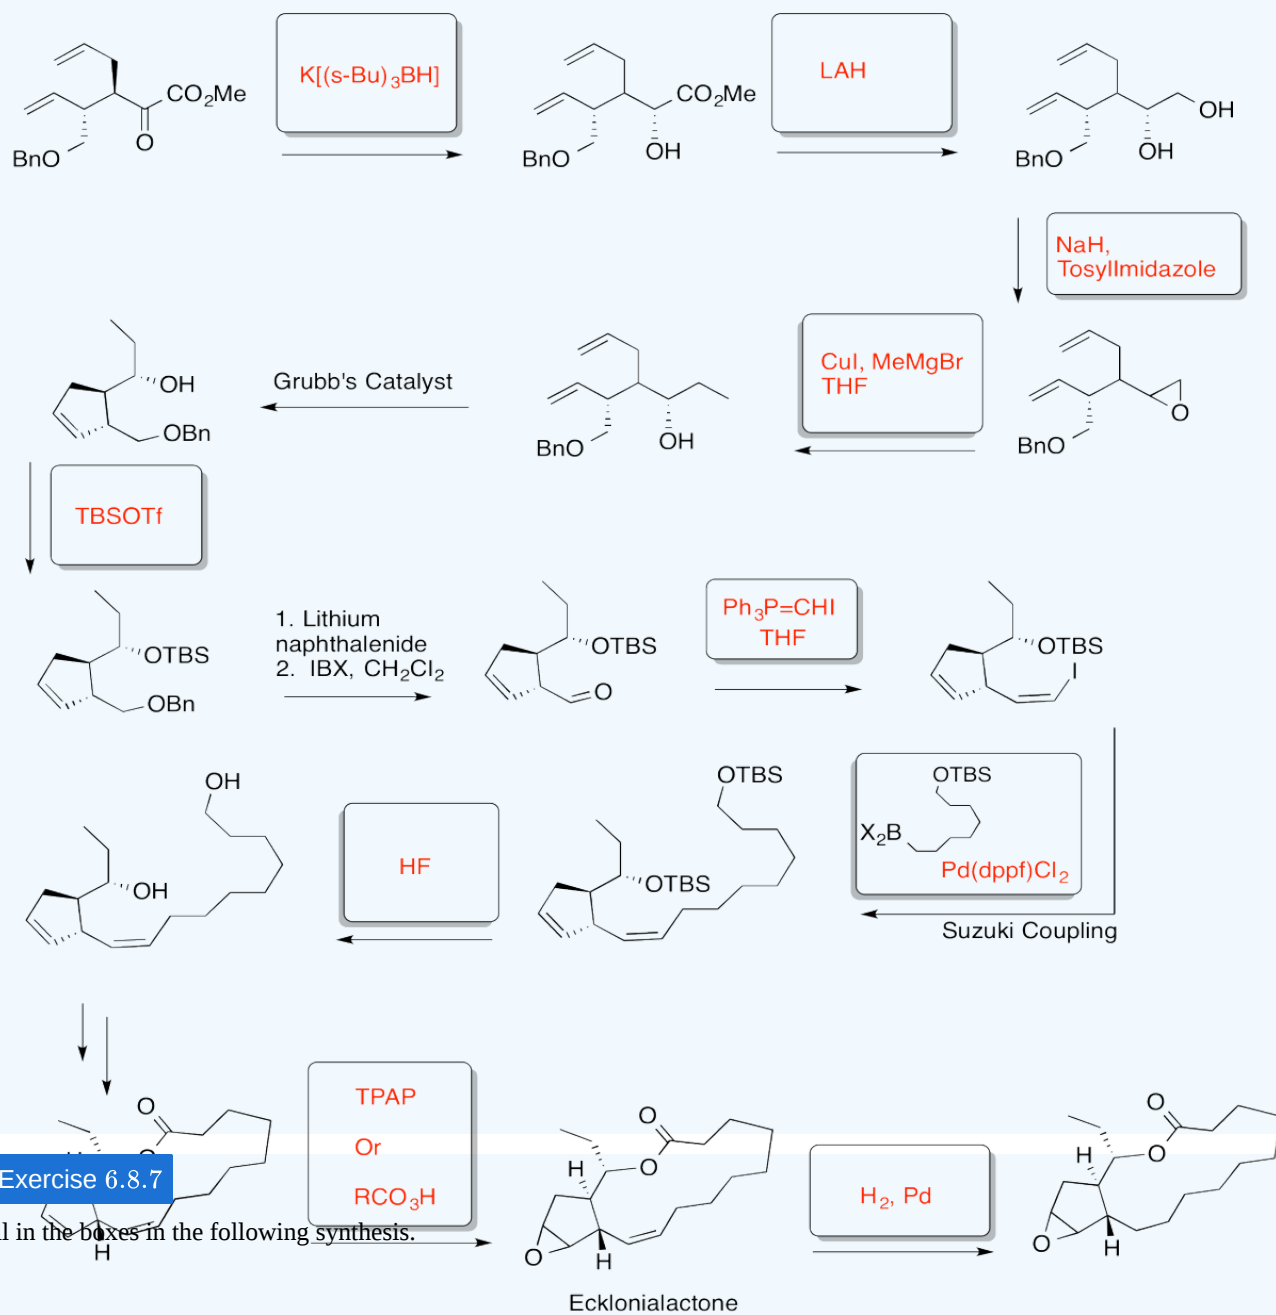 K[(s-Bu)3BH]
LAH
CO2Me
O
BnO
CO2Me
OH
BnO
OH
OH
BnO
NaH,
TosylImidazole
CuI, MeMgBr
THF
Grubb's Catalyst
OH
OBn
OH
BnO
O
BnO
TBSOTf
1. Lithium
naphthalenide
2. IBX, CH2Cl2
Ph3P=CHI
THF
OTBS
OBn
OTBS
O
OTBS
I
OTBS
X2B
Pd(dppf)Cl2
Suzuki Coupling
OTBS
OTBS
HF
OH
OH
TPAP
Or
RCO3H
O
H
O
O
H
O
H2, Pd
O
O
H
O
H
Ecklonialactone
Exercise 6.8.7
in the boxes in the following synthesis.
H